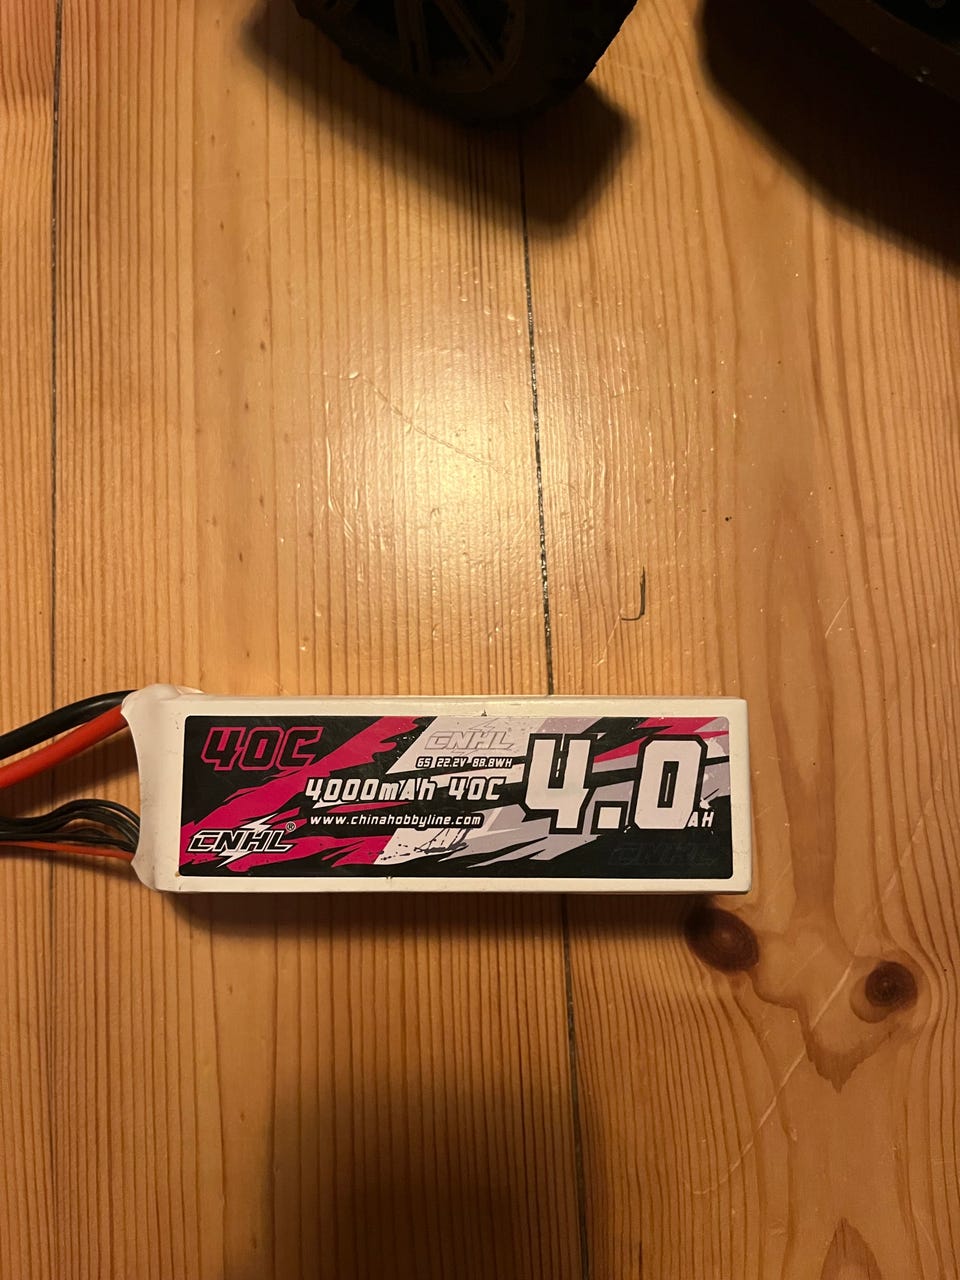 40C
CNHL
6S 22.2V 88.8WH
4000mAh 40C
www.chinahobbyline.com
CNHL®
4.0
AH
CNHL